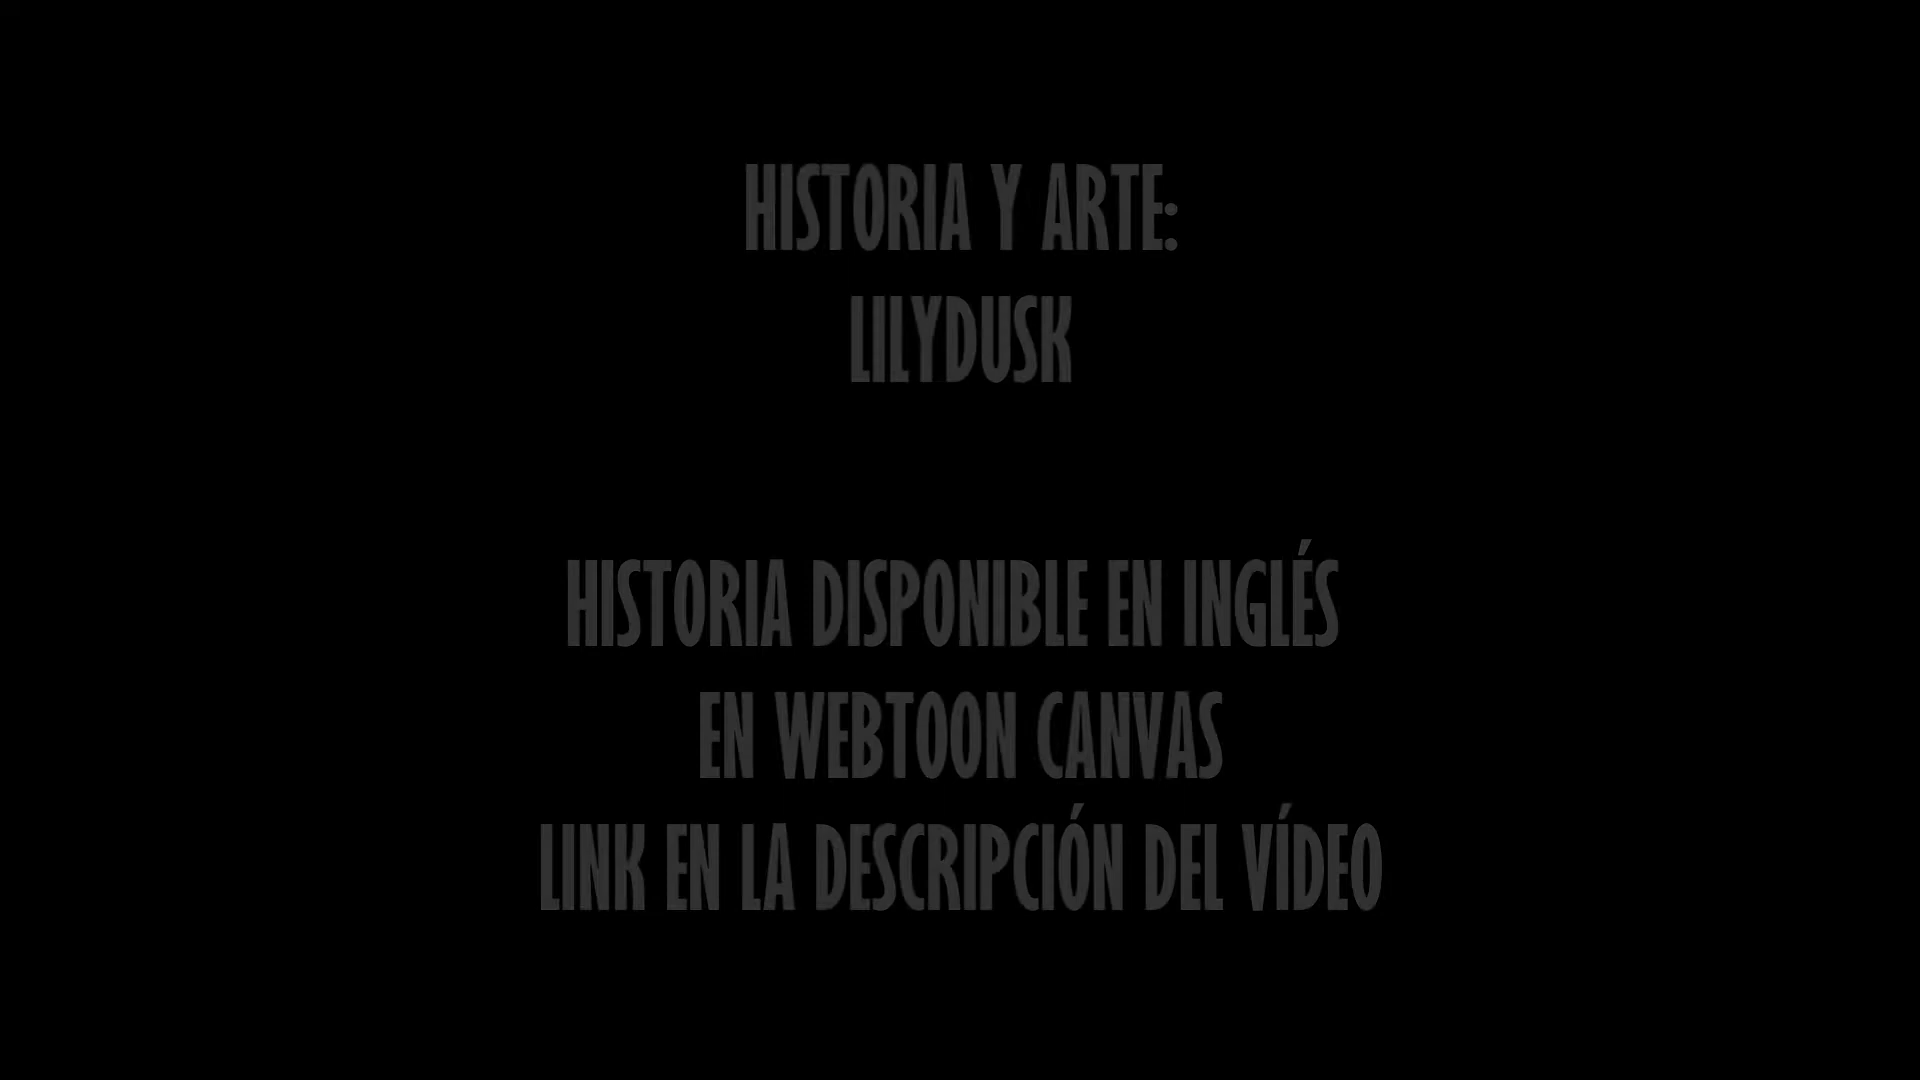 HISTORIA Y ARTE:
LILYDUSK
HISTORIA DISPONIBLE EN INGLÉS
EN WEBTOON CANVAS
LINK EN LA DESCRIPCIÓN DEL VÍDEO